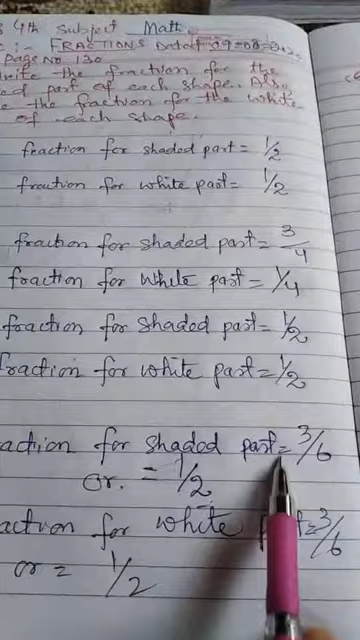 4th Subject Math
:- FRACTIONS Date 09-08-
Page No 130
write the fraction for the
part of each shape. Also
the fraction for the white
of each shape.
fraction for shaded part = 1/2
fraction for white part = 1/2
fraction for shaded part = 3/4
fraction for white part = 1/4
fraction for shaded part = 1/2
fraction for white part = 1/2
action for shaded part = 3/6
or. = 1/2
action for white = 3/6
or = 1/2